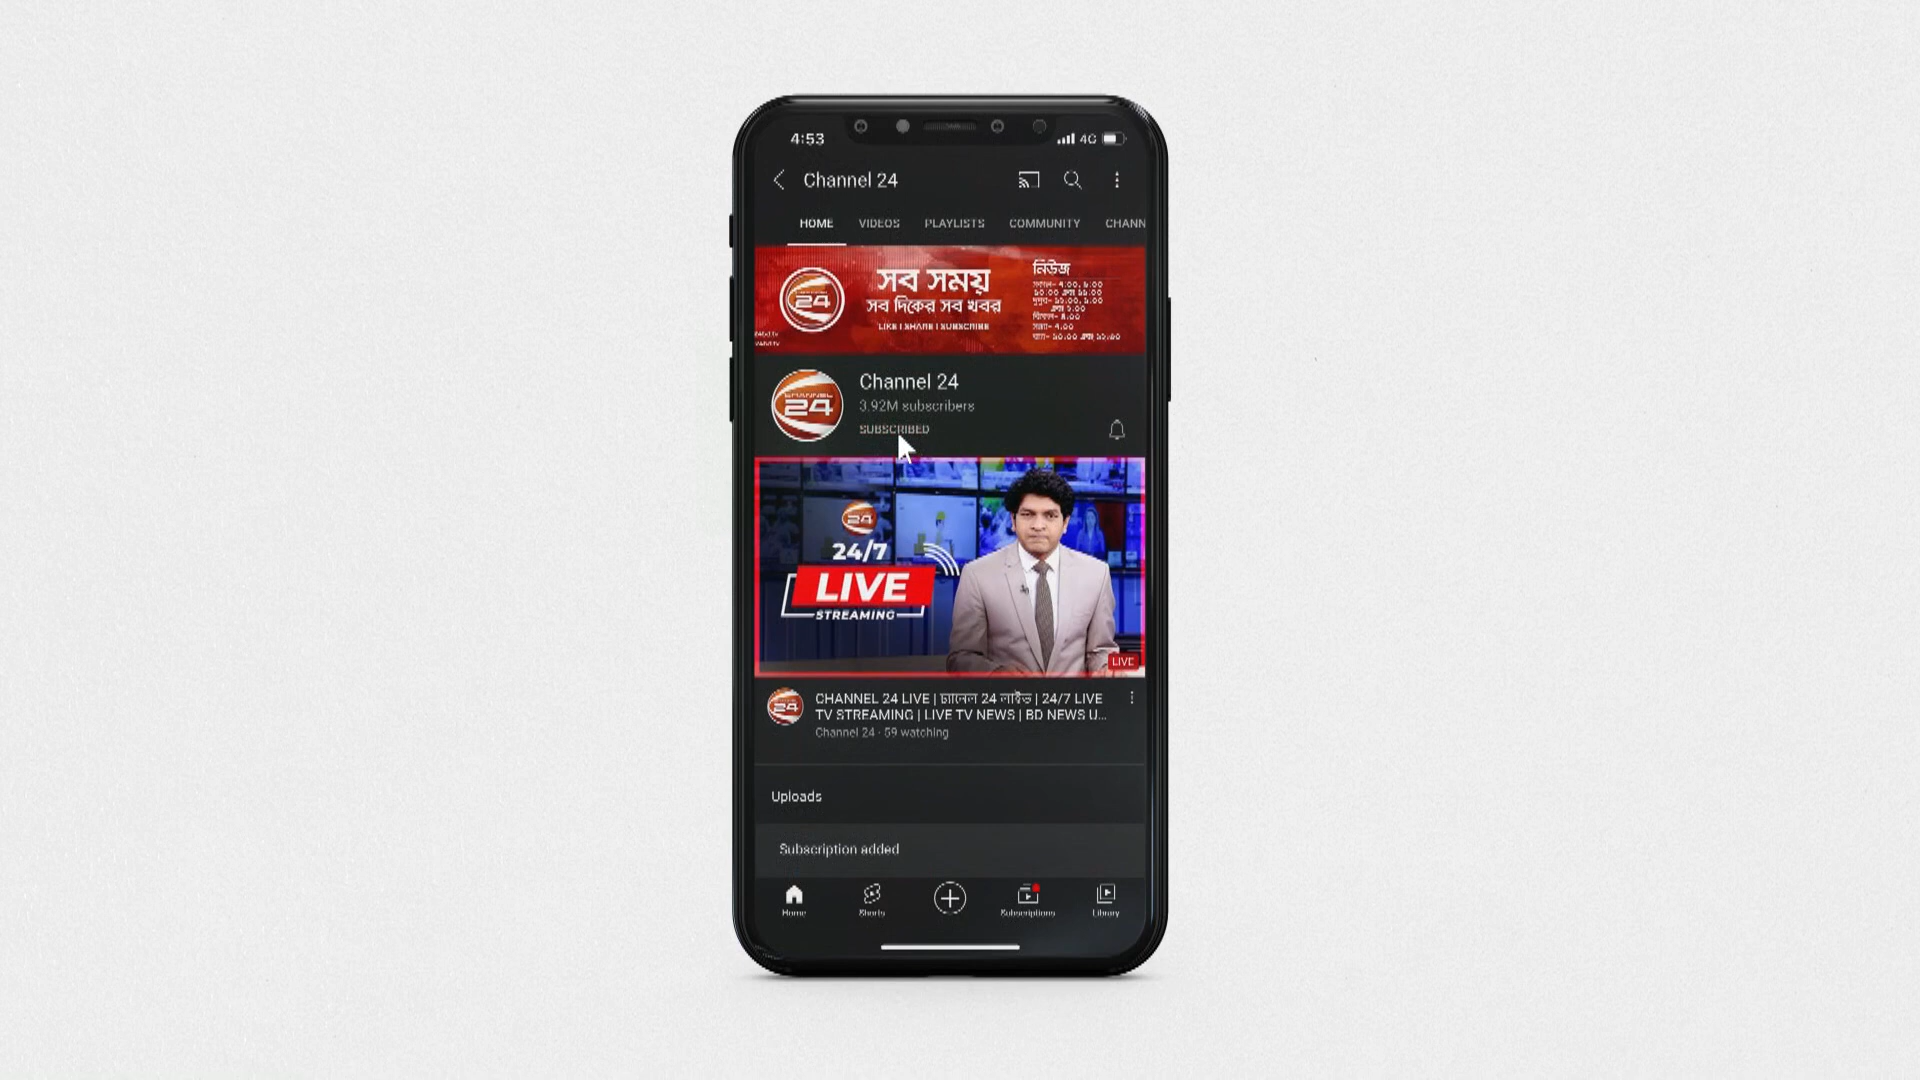 4:53
4G
Channel 24
HOME VIDEOS PLAYLISTS COMMUNITY CHANN
24
সব সময়
সব দিকের সব খবর
LIKE | SHARE | SUBSCRIBE
নিউজ
CHANNEL
24
Channel 24
3.92M subscribers
SUBSCRIBED
24
24/7
LIVE
STREAMING
LIVE
24
CHANNEL 24 LIVE | চ্যানেল 24 লাইভ | 24/7 LIVE
TV STREAMING | LIVE TV NEWS | BD NEWS U...
Channel 24 · 59 watching
Uploads
Subscription added
Home Shorts Subscriptions Library